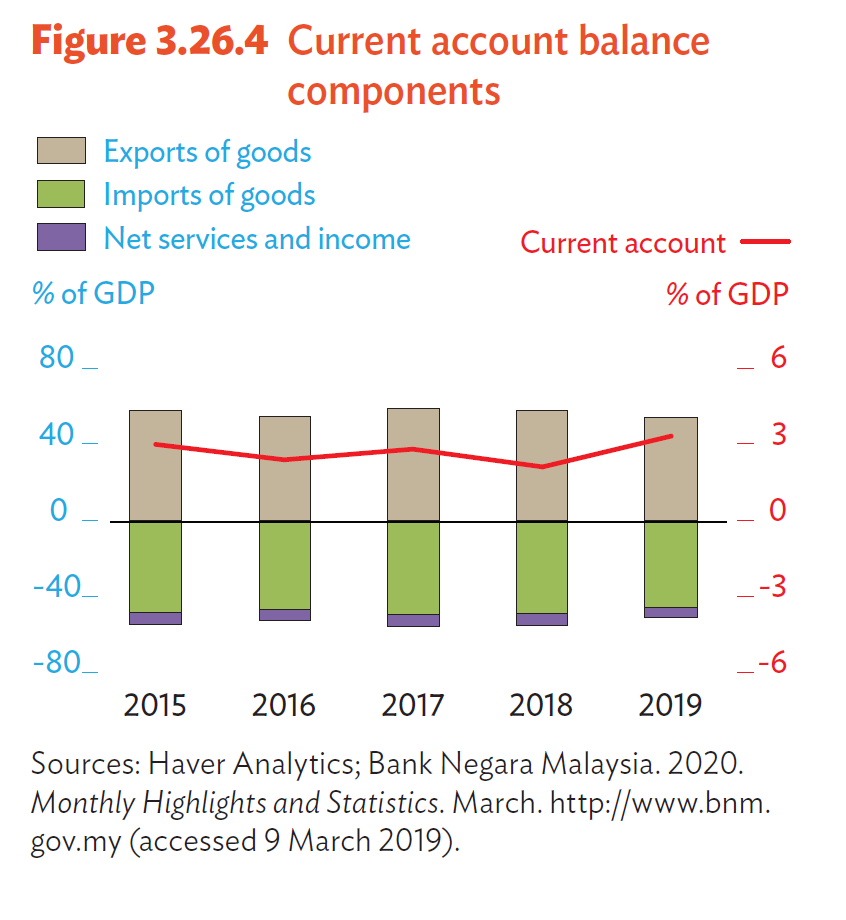 Figure 3.26.4 Current account balance
components
Exports of goods
Imports of goods
Net services and income
Current account
% of GDP
% of GDP
80
6
40
3
0
0
-40
-3
-80
-6
2015 2016 2017 2018 2019
Sources: Haver Analytics; Bank Negara Malaysia. 2020.
Monthly Highlights and Statistics. March. http://www.bnm.
gov.my (accessed 9 March 2019).